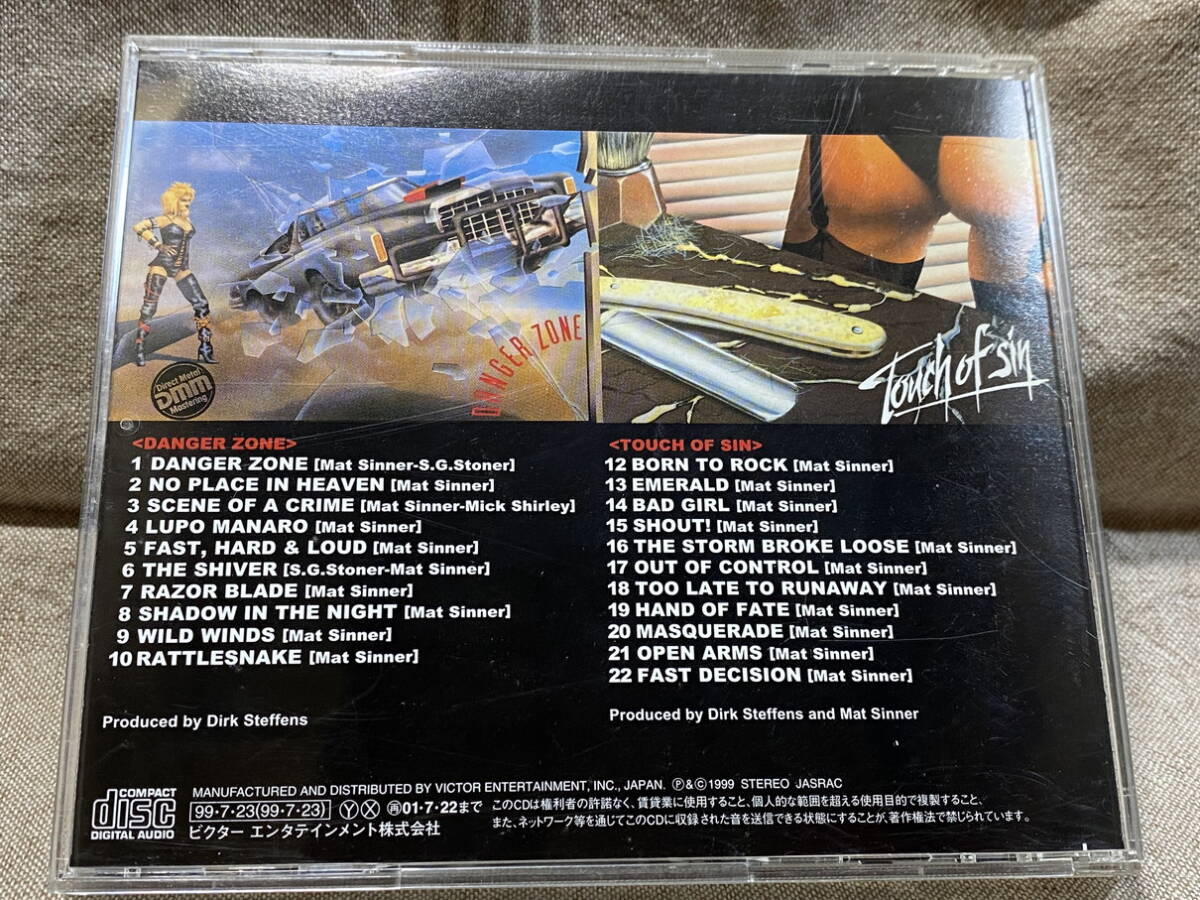 Direct Metal
5mm
Mastering
DANGER ZONE
Touch of sin
<DANGER ZONE>
1 DANGER ZONE [Mat Sinner-S.G.Stoner]
2 NO PLACE IN HEAVEN [Mat Sinner]
3 SCENE OF A CRIME [Mat Sinner-Mick Shirley]
4 LUPO MANARO [Mat Sinner]
5 FAST, HARD & LOUD [Mat Sinner]
6 THE SHIVER [S.G.Stoner-Mat Sinner]
7 RAZOR BLADE [Mat Sinner]
8 SHADOW IN THE NIGHT [Mat Sinner]
9 WILD WINDS [Mat Sinner]
10 RATTLESNAKE [Mat Sinner]
Produced by Dirk Steffens
<TOUCH OF SIN>
12 BORN TO ROCK [Mat Sinner]
13 EMERALD [Mat Sinner]
14 BAD GIRL [Mat Sinner]
15 SHOUT! [Mat Sinner]
16 THE STORM BROKE LOOSE [Mat Sinner]
17 OUT OF CONTROL [Mat Sinner]
18 TOO LATE TO RUNAWAY [Mat Sinner]
19 HAND OF FATE [Mat Sinner]
20 MASQUERADE [Mat Sinner]
21 OPEN ARMS [Mat Sinner]
22 FAST DECISION [Mat Sinner]
Produced by Dirk Steffens and Mat Sinner
COMPACT
disc
DIGITAL AUDIO
MANUFACTURED AND DISTRIBUTED BY VICTOR ENTERTAINMENT, INC., JAPAN. Ⓟ&Ⓒ1999 STEREO JASRAC
99・7・23(99・7・23) Ⓨ Ⓧ 再01・7・22まで
ビクター エンタテインメント株式会社
このCDは権利者の許諾なく、賃貸業に使用すること、個人的な範囲を超える使用目的で複製すること、
また、ネットワーク等を通じてこのCDに収録された音を送信できる状態にすることが、著作権法で禁じられています。